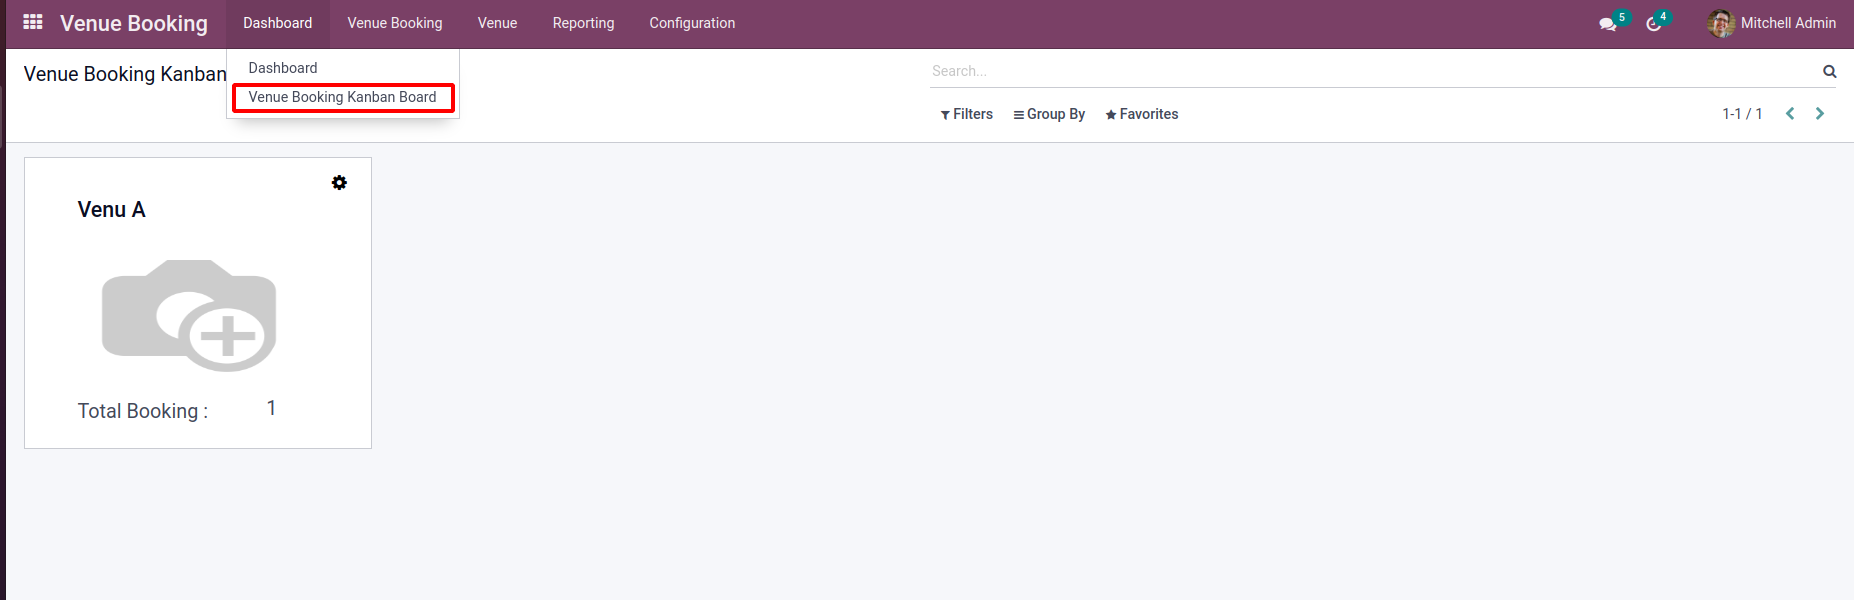 Venue Booking Dashboard Venue Booking Venue Reporting Configuration 5 4 Mitchell Admin
Venue Booking Kanban
Dashboard
Venue Booking Kanban Board
Search...
Filters Group By Favorites 1-1 / 1
Venu A
Total Booking : 1